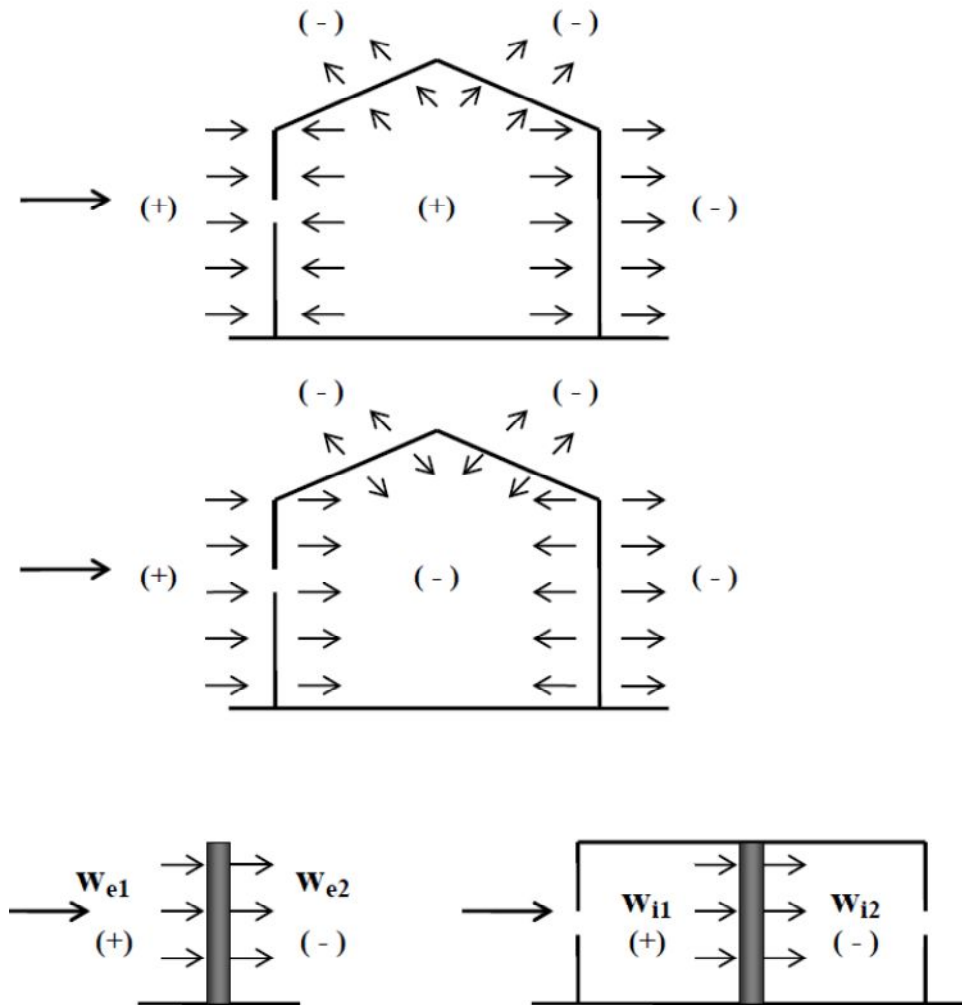 ( - ) ( - )
(+) (+) ( - )
( - ) ( - )
(+) ( - ) ( - )
we1 we2 wi1 wi2
(+) ( - ) (+) ( - )